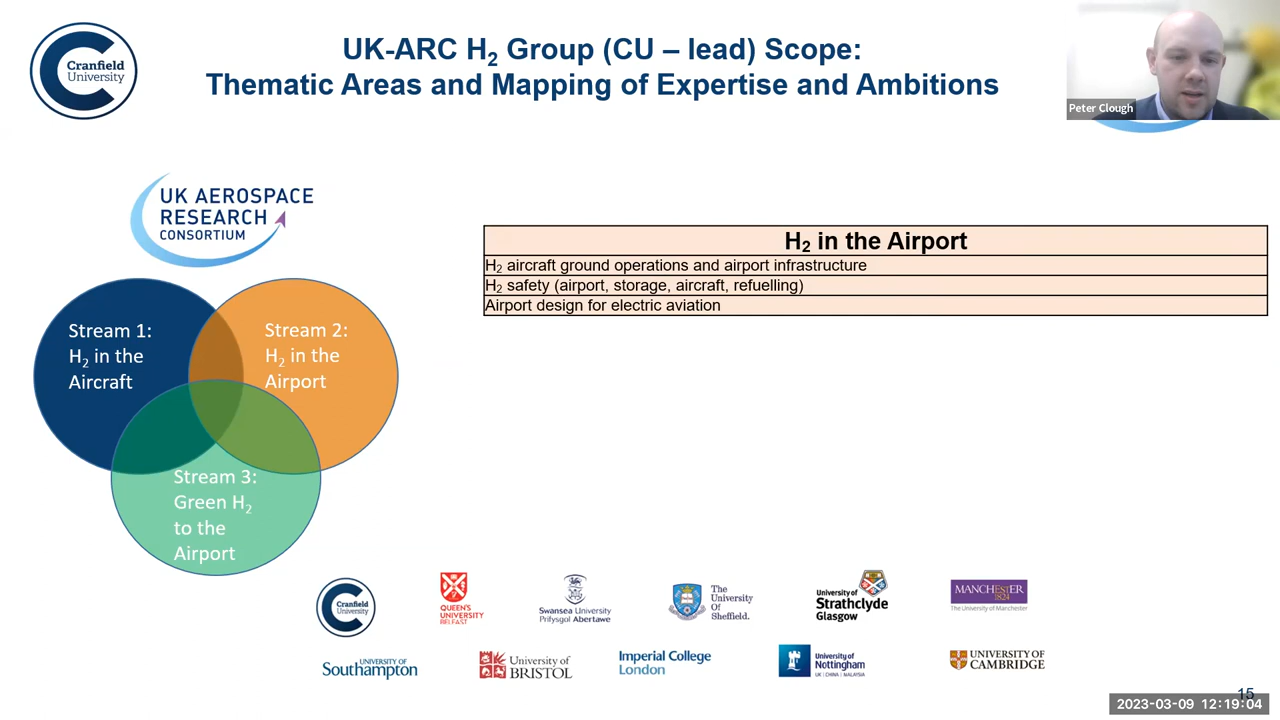 Cranfield
University
UK-ARC H₂ Group (CU – lead) Scope:
Thematic Areas and Mapping of Expertise and Ambitions
Peter Clough
UK AEROSPACE
RESEARCH
CONSORTIUM
H₂ in the Airport
H₂ aircraft ground operations and airport infrastructure
H₂ safety (airport, storage, aircraft, refuelling)
Airport design for electric aviation
Stream 1:
H₂ in the
Aircraft
Stream 2:
H₂ in the
Airport
Stream 3:
Green H₂
to the
Airport
Cranfield
University
QUEEN'S
UNIVERSITY
BELFAST
Swansea University
Prifysgol Abertawe
The
University
Of
Sheffield.
University of
Strathclyde
Glasgow
MANCHESTER
1824
The University of Manchester
UNIVERSITY OF
Southampton
University of
BRISTOL
Imperial College
London
University of
Nottingham
UK | CHINA | MALAYSIA
UNIVERSITY OF
CAMBRIDGE
15
2023-03-09 12:19:04